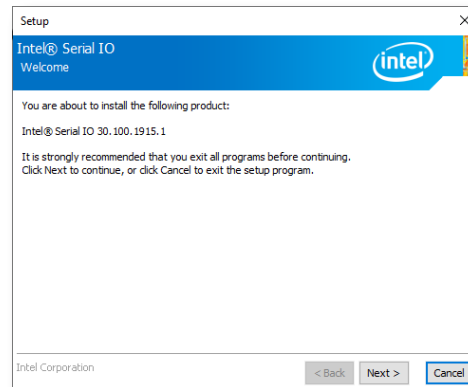 Setup
Intel® Serial IO
Welcome
intel
You are about to install the following product:
Intel® Serial IO 30.100.1915.1
It is strongly recommended that you exit all programs before continuing.
Click Next to continue, or click Cancel to exit the setup program.
Intel Corporation
< Back Next > Cancel